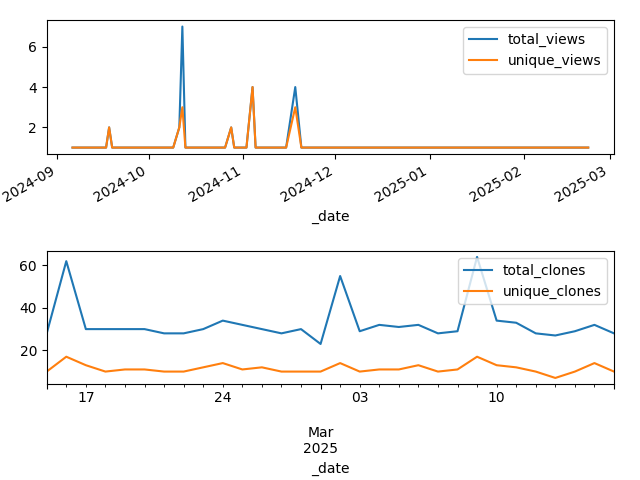 total_views
unique_views
6
4
2
2024-09
2024-10
2024-11
2024-12
2025-01
2025-02
2025-03
_date
total_clones
unique_clones
60
40
20
17
24
03
10
Mar
2025
_date